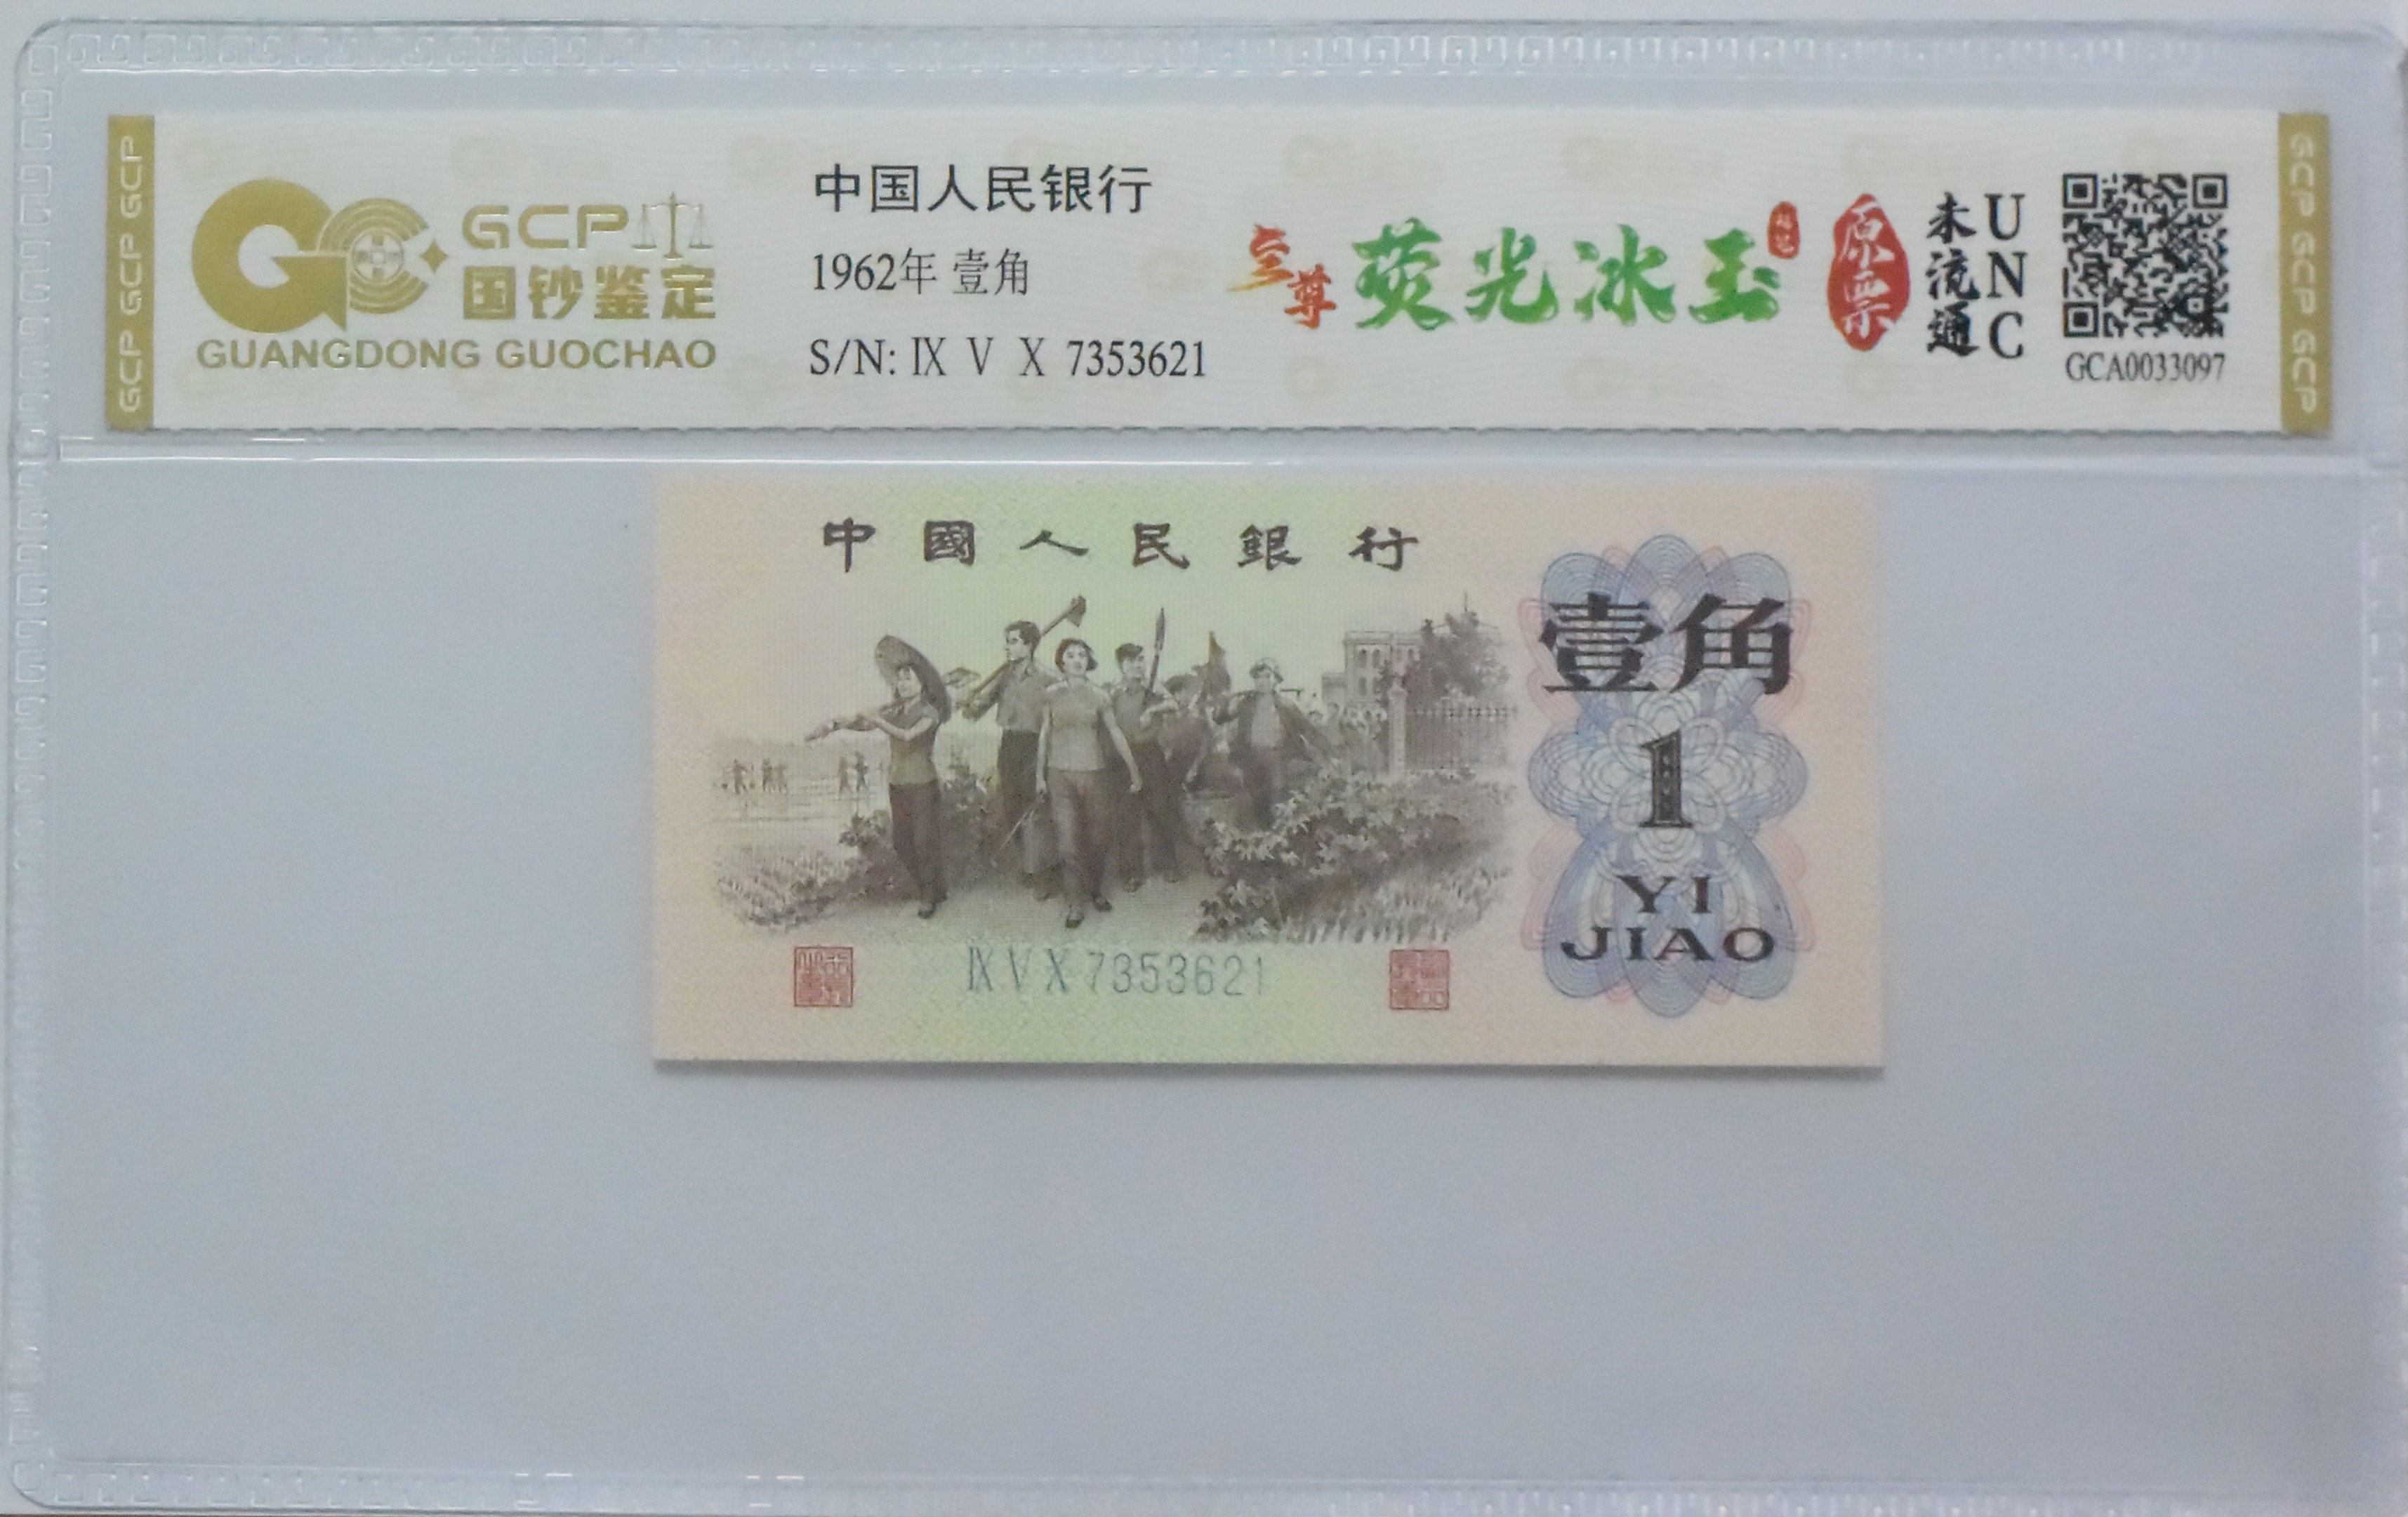 GCP GCP GCP
GCP
国钞鉴定
GUANGDONG GUOCHAO
中国人民银行
1962年 壹角
S/N: Ⅸ Ⅴ Ⅹ 7353621
至尊
荧光冰玉
原票
未流通
UNC
GCA0033097
GCP GCP GCP
中國人民銀行
壹角
1
YI
JIAO
ⅨⅤⅩ7353621